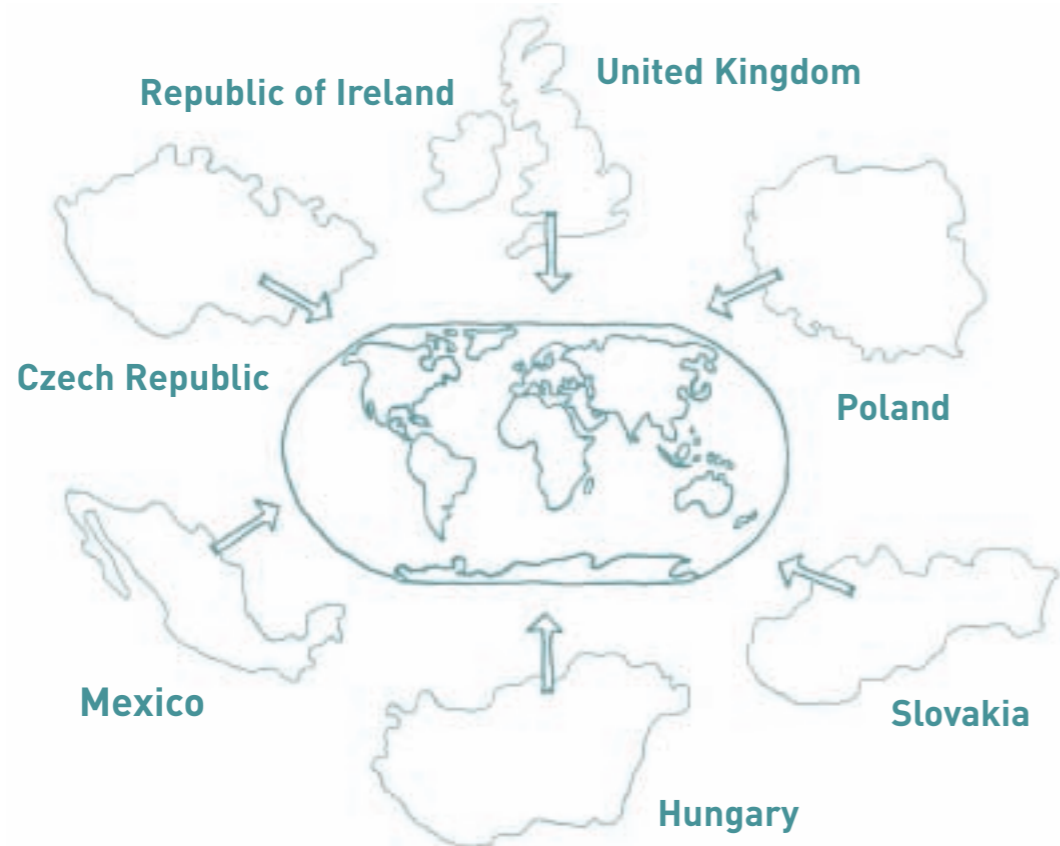 United Kingdom
Republic of Ireland
Czech Republic
Poland
Mexico
Slovakia
Hungary